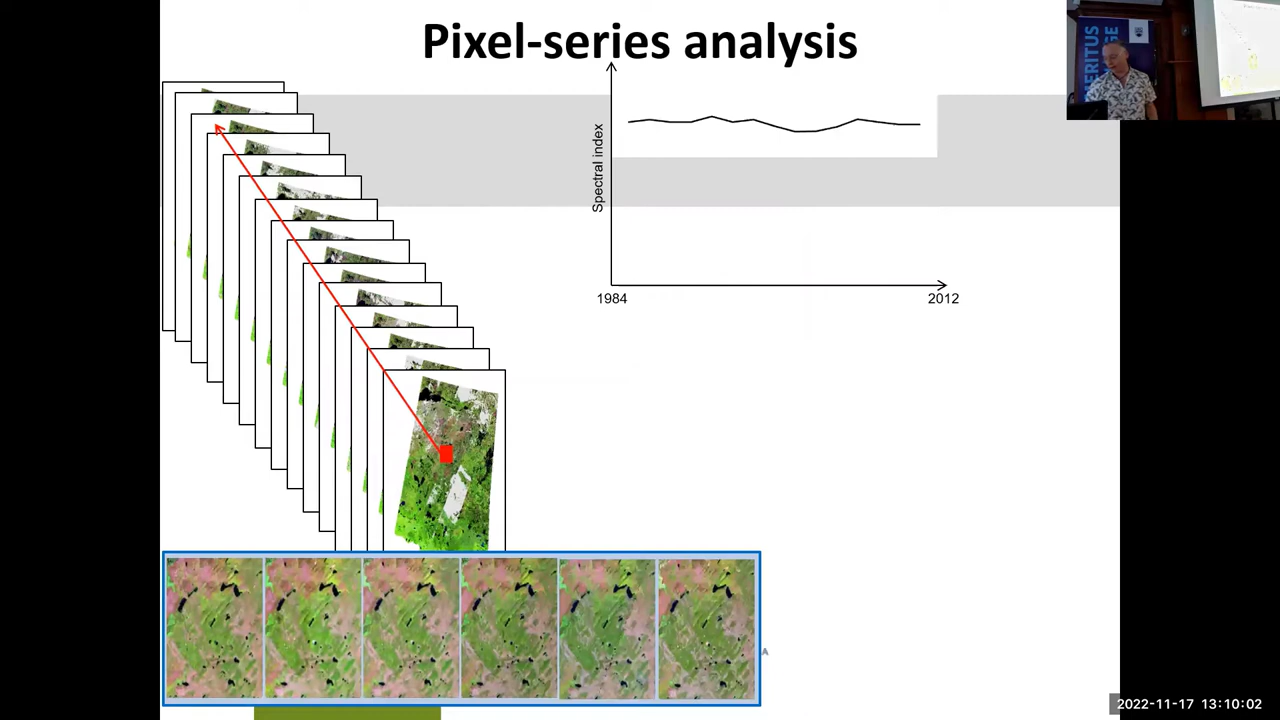 Pixel-series analysis
Spectral index
1984
2012
A
2022-11-17 13:10:02